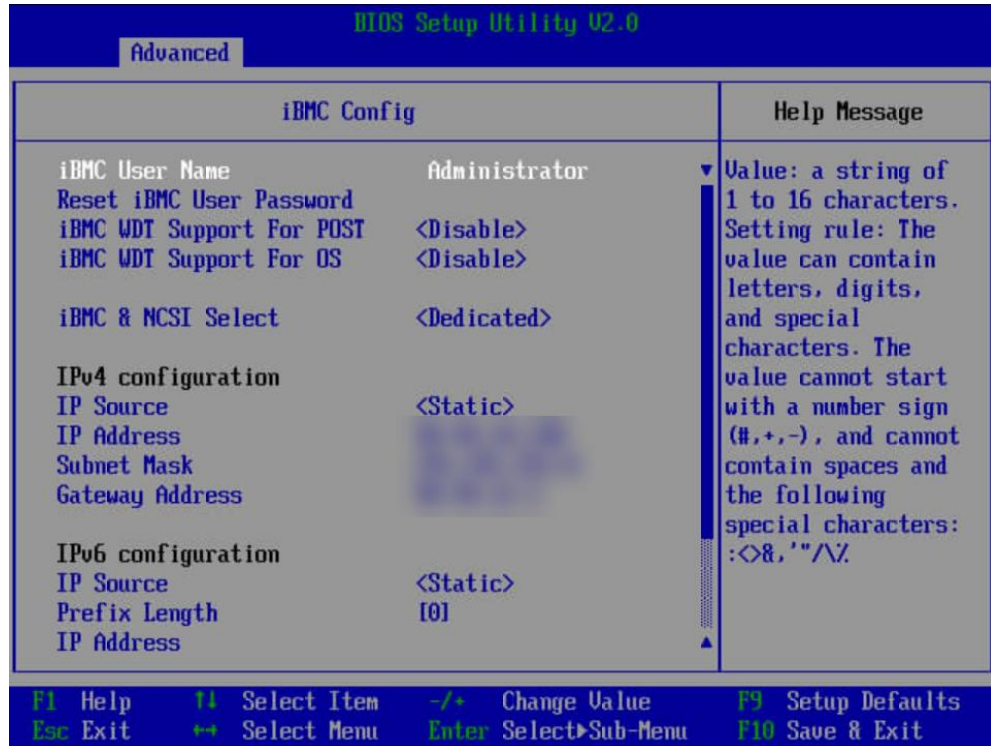 BIOS Setup Utility V2.0
Advanced
iBMC Config
Help Message
iBMC User Name Administrator
Reset iBMC User Password
iBMC WDT Support For POST <Disable>
iBMC WDT Support For OS <Disable>
iBMC & NCSI Select <Dedicated>
IPv4 configuration
IP Source <Static>
IP Address
Subnet Mask
Gateway Address
IPv6 configuration
IP Source <Static>
Prefix Length [0]
IP Address
Value: a string of
1 to 16 characters.
Setting rule: The
value can contain
letters, digits,
and special
characters. The
value cannot start
with a number sign
(#,+,-), and cannot
contain spaces and
the following
special characters:
:<>&,'"/\%
F1 Help ↑↓ Select Item -/+ Change Value F9 Setup Defaults
Esc Exit ←→ Select Menu Enter Select▶Sub-Menu F10 Save & Exit